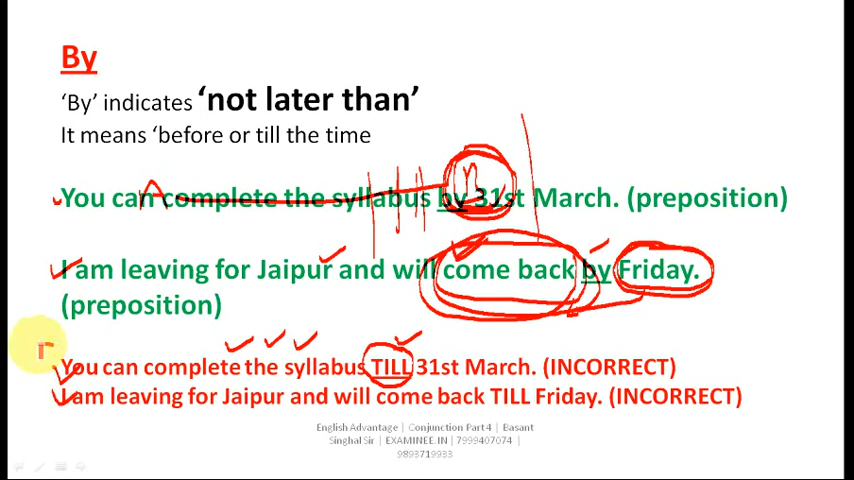 By
‘By’ indicates ‘not later than’
It means ‘before or till the time
You can complete the syllabus by 31st March. (preposition)
I am leaving for Jaipur and will come back by Friday.
(preposition)
You can complete the syllabus TILL 31st March. (INCORRECT)
I am leaving for Jaipur and will come back TILL Friday. (INCORRECT)
English Advantage | Conjunction Part 4 | Basant
Singhal Sir | EXAMINEE.IN | 7999407074 |
9893719933